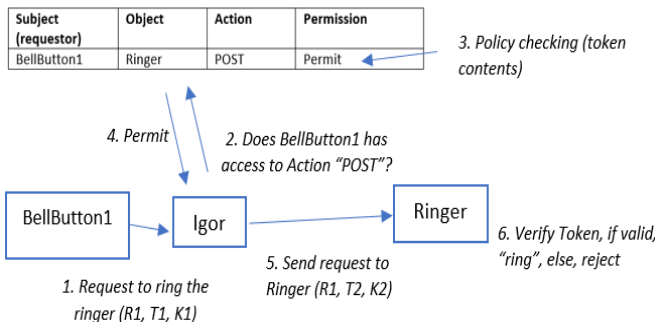 Subject (requestor) Object Action Permission
BellButton1 Ringer POST Permit
3. Policy checking (token
contents)
4. Permit
2. Does BellButton1 has
access to Action “POST”?
BellButton1
Igor
Ringer
1. Request to ring the
ringer (R1, T1, K1)
5. Send request to
Ringer (R1, T2, K2)
6. Verify Token, if valid,
“ring”, else, reject